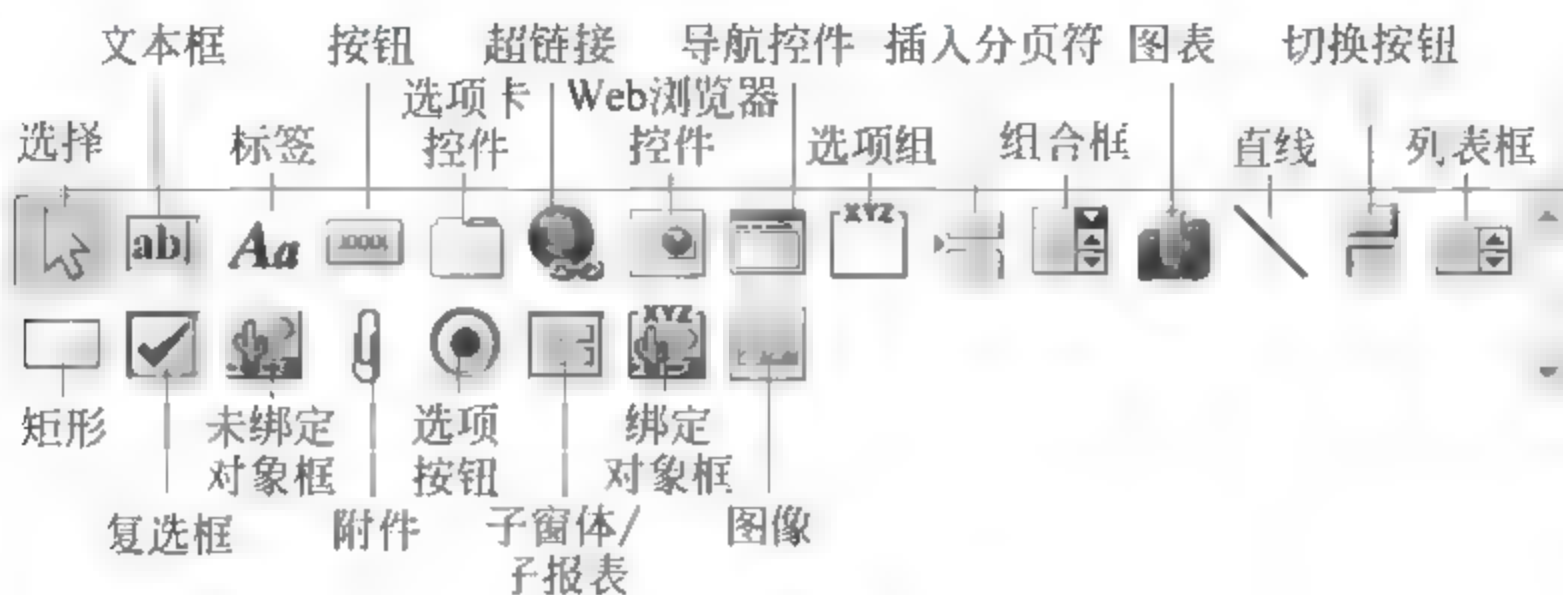 文本框 按钮 超链接 导航控件 插入分页符 图表 切换按钮
选项卡 Web浏览器
选择 标签 控件 控件 选项组 组合框 直线 列表框
ab Aa XXXX XYZ
XYZ
矩形 未绑定 选项 绑定
对象框 按钮 对象框
复选框 附件 子窗体/ 图像
子报表